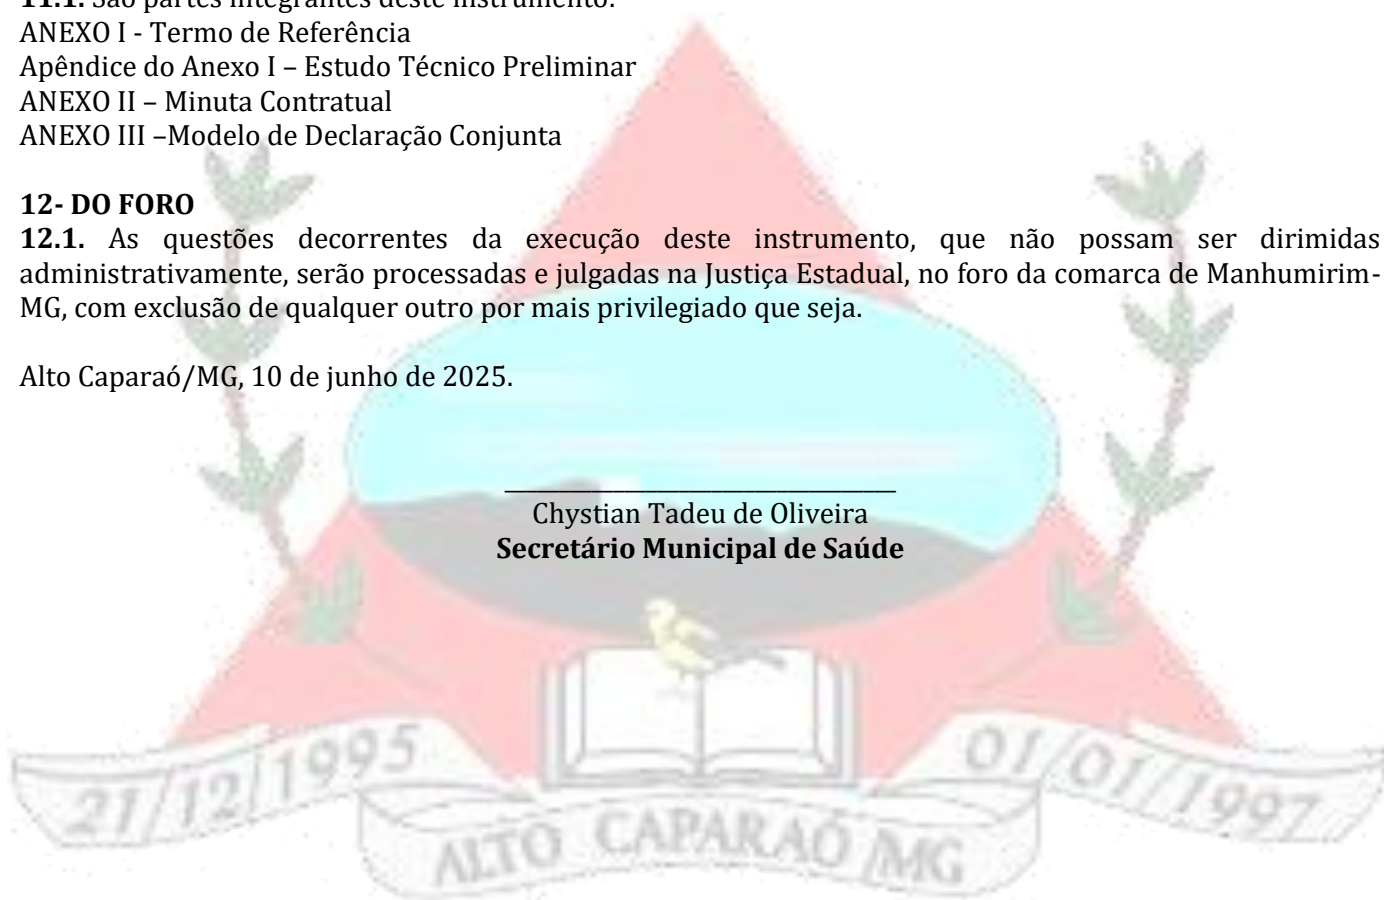 11.1. São partes integrantes deste instrumento:
ANEXO I - Termo de Referência
Apêndice do Anexo I – Estudo Técnico Preliminar
ANEXO II – Minuta Contratual
ANEXO III –Modelo de Declaração Conjunta
12- DO FORO
12.1. As questões decorrentes da execução deste instrumento, que não possam ser dirimidas
administrativamente, serão processadas e julgadas na Justiça Estadual, no foro da comarca de Manhumirim-
MG, com exclusão de qualquer outro por mais privilegiado que seja.
Alto Caparaó/MG, 10 de junho de 2025.
Chystian Tadeu de Oliveira
Secretário Municipal de Saúde
21/12/1995
01/01/1997
ALTO CAPARAÓ MG